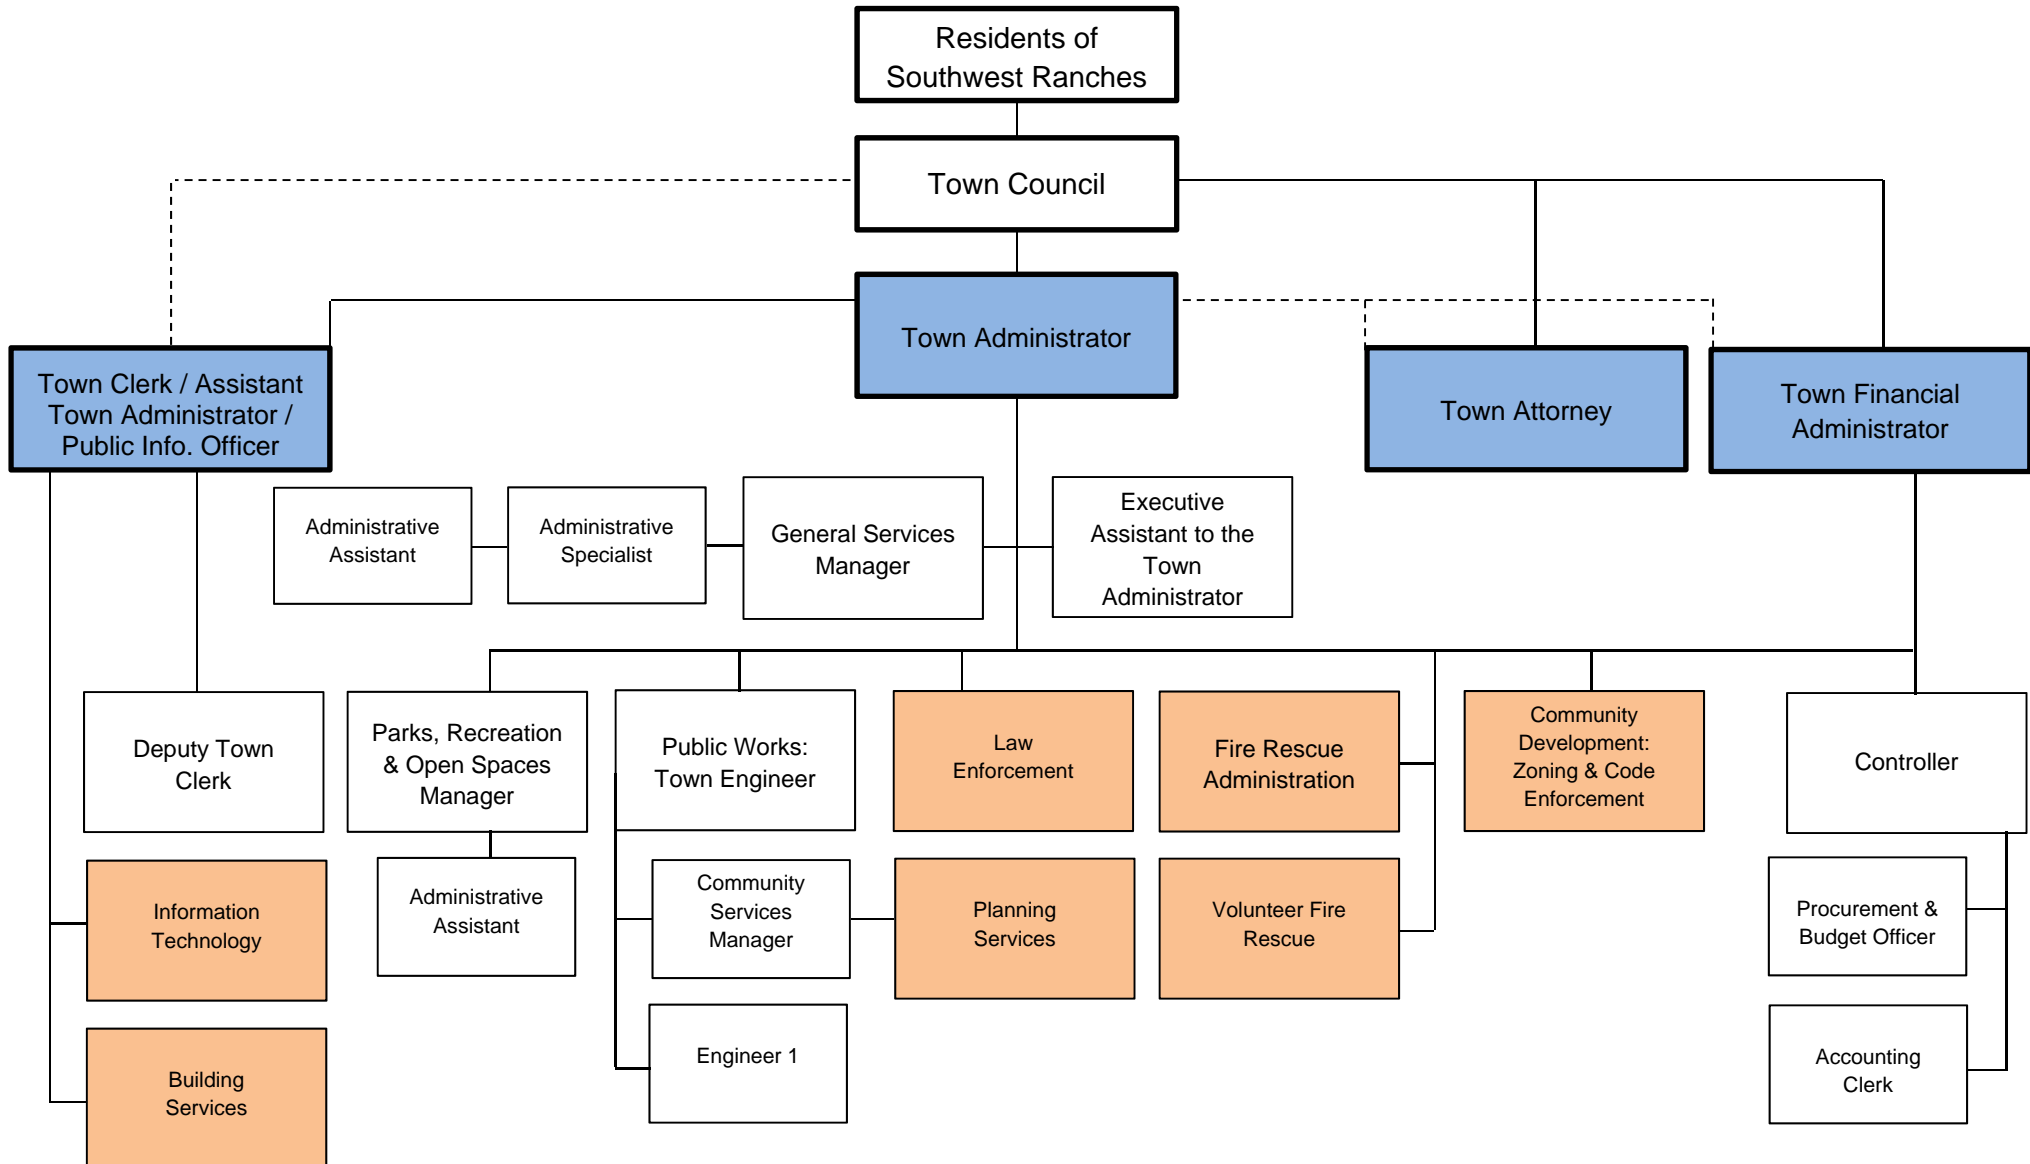 Residents of
Southwest Ranches
Town Council
Town Administrator
Town Clerk / Assistant
Town Administrator /
Public Info. Officer
Town Attorney
Town Financial
Administrator
Administrative
Assistant
Administrative
Specialist
General Services
Manager
Executive
Assistant to the
Town
Administrator
Deputy Town
Clerk
Parks, Recreation
& Open Spaces
Manager
Public Works:
Town Engineer
Law
Enforcement
Fire Rescue
Administration
Community
Development:
Zoning & Code
Enforcement
Controller
Information
Technology
Administrative
Assistant
Community
Services
Manager
Planning
Services
Volunteer Fire
Rescue
Procurement &
Budget Officer
Building
Services
Engineer 1
Accounting
Clerk